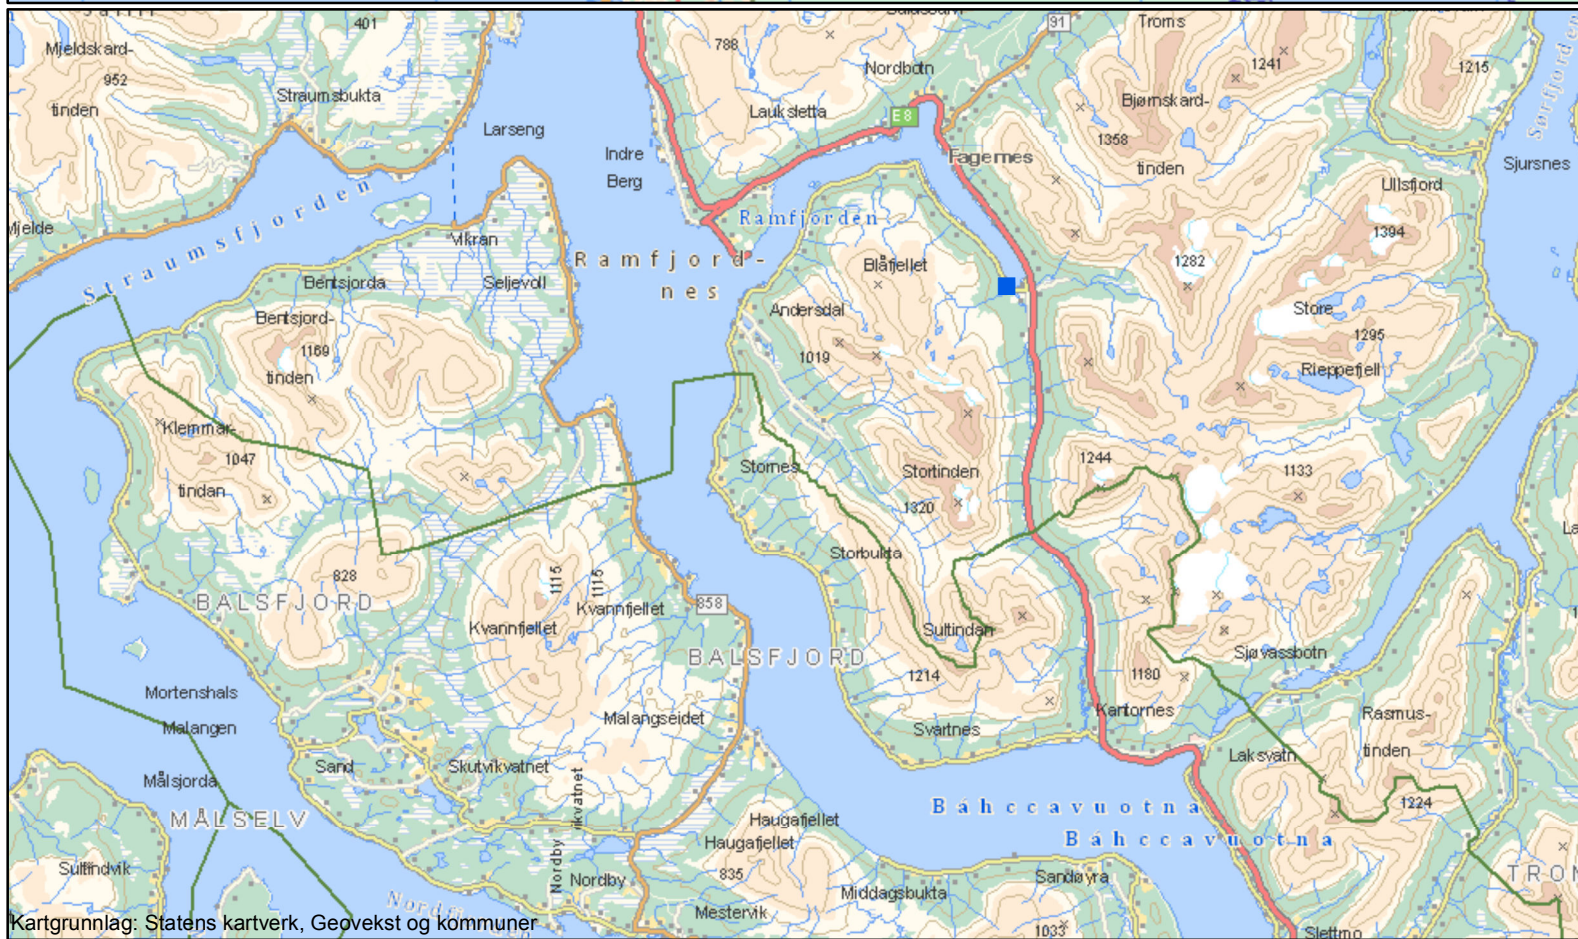 401
Mjeldskard-
952
tinden
Straumsbukta
Larseng
788
Nordbotn
91
Troms
1241
1215
Bjørnskard-
1358
tinden
Lauksletta
E8
Fagernes
Indre
Berg
Sørfjorden
Sjursnes
Ullsfjord
1394
Straumsfjorden
Mjelde
Vikran
Ramfjorden
Ramfjord-
nes
Bentsjorda
Seljevoll
Blåfjellet
1282
Andersdal
Bentsjord-
1169
tinden
1019
Store
1295
Rieppefjell
Klemmar-
1047
tindan
Stornes
Stortinden
1320
1244
1133
Storbukta
828
BALSFJORD
1115
1115
Kvannfjellet
Kvannfjellet
858
BALSFJORD
Sultindan
1214
Sjøvassbotn
1180
Mortenshals
Malangen
Malangseidet
Svartnes
Kantornes
Rasmus-
tinden
1224
Laksvatn
Målsjorda
Sand
Skutvikvatnet
MÅLSELV
Báhccavuotna
Báhccavuotna
Haugafjellet
Haugafjellet
835
Sultindvik
Nordby
Nordby
Middagsbukta
Sandøyra
Mestervik
1033
Slettmo
TROM
Kartgrunnlag: Statens kartverk, Geovekst og kommuner